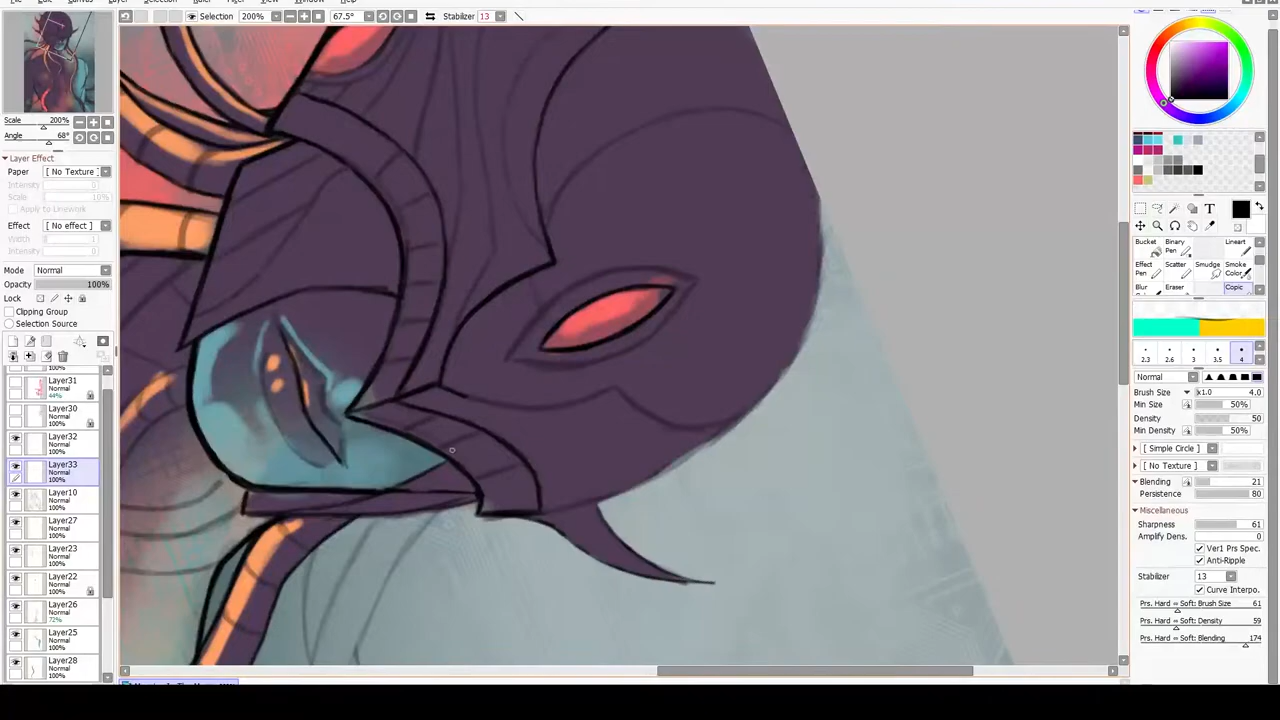 Selection 200% 67.5° Stabilizer 13
Scale 200%
Angle 68°
Layer Effect
Paper [ No Texture ]
Intensity 0
Scale 10%
Apply to Linework
Effect [ No effect ]
Width 1
Intensity 0
Mode Normal
Opacity 100%
Lock
Clipping Group
Selection Source
Layer31
Normal
44%
Layer30
Normal
100%
Layer32
Normal
100%
Layer33
Normal
100%
Layer10
Normal
100%
Layer27
Normal
100%
Layer23
Normal
100%
Layer22
Normal
100%
Layer26
Normal
72%
Layer25
Normal
100%
Layer28
Normal
100%
T
Bucket Binary Pen Lineart
Effect Pen Scatter Smudge Smoke Color
Blur Eraser Copic
2.3 2.6 3 3.5 4
Normal
Brush Size x1.0 4.0
Min Size 50%
Density 50
Min Density 50%
[ Simple Circle ]
[ No Texture ]
Blending 21
Persistence 80
Miscellaneous
Sharpness 61
Amplify Dens. 0
Ver1 Prs Spec.
Anti-Ripple
Stabilizer 13
Curve Interpo.
Prs. Hard ⇔ Soft: Brush Size 61
Prs. Hard ⇔ Soft: Density 59
Prs. Hard ⇔ Soft: Blending 174